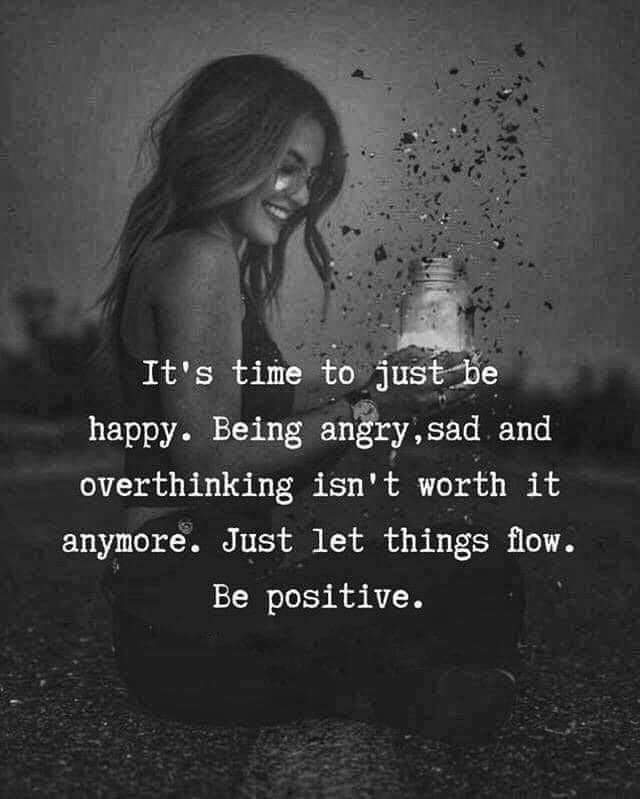 It's time to just be
happy. Being angry,sad and
overthinking isn't worth it
anymore. Just let things flow.
Be positive.